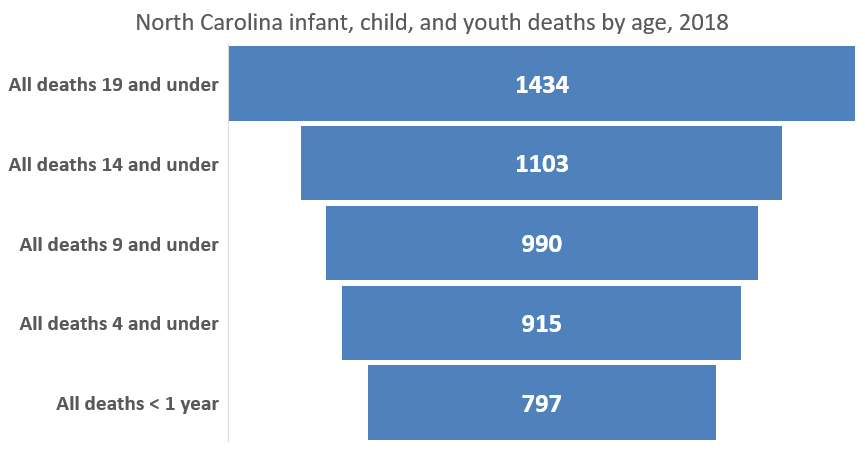 North Carolina infant, child, and youth deaths by age, 2018
All deaths 19 and under
1434
All deaths 14 and under
1103
All deaths 9 and under
990
All deaths 4 and under
915
All deaths < 1 year
797